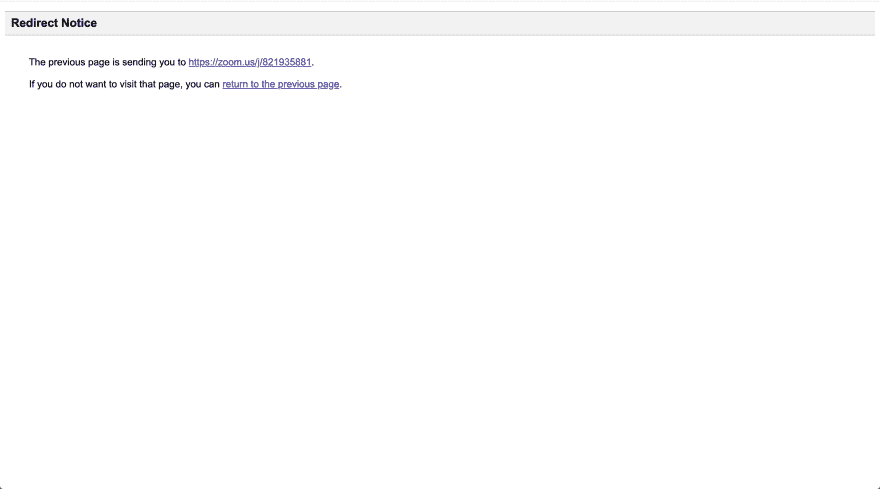 Redirect Notice
The previous page is sending you to https://zoom.us/j/821935881.
If you do not want to visit that page, you can return to the previous page.